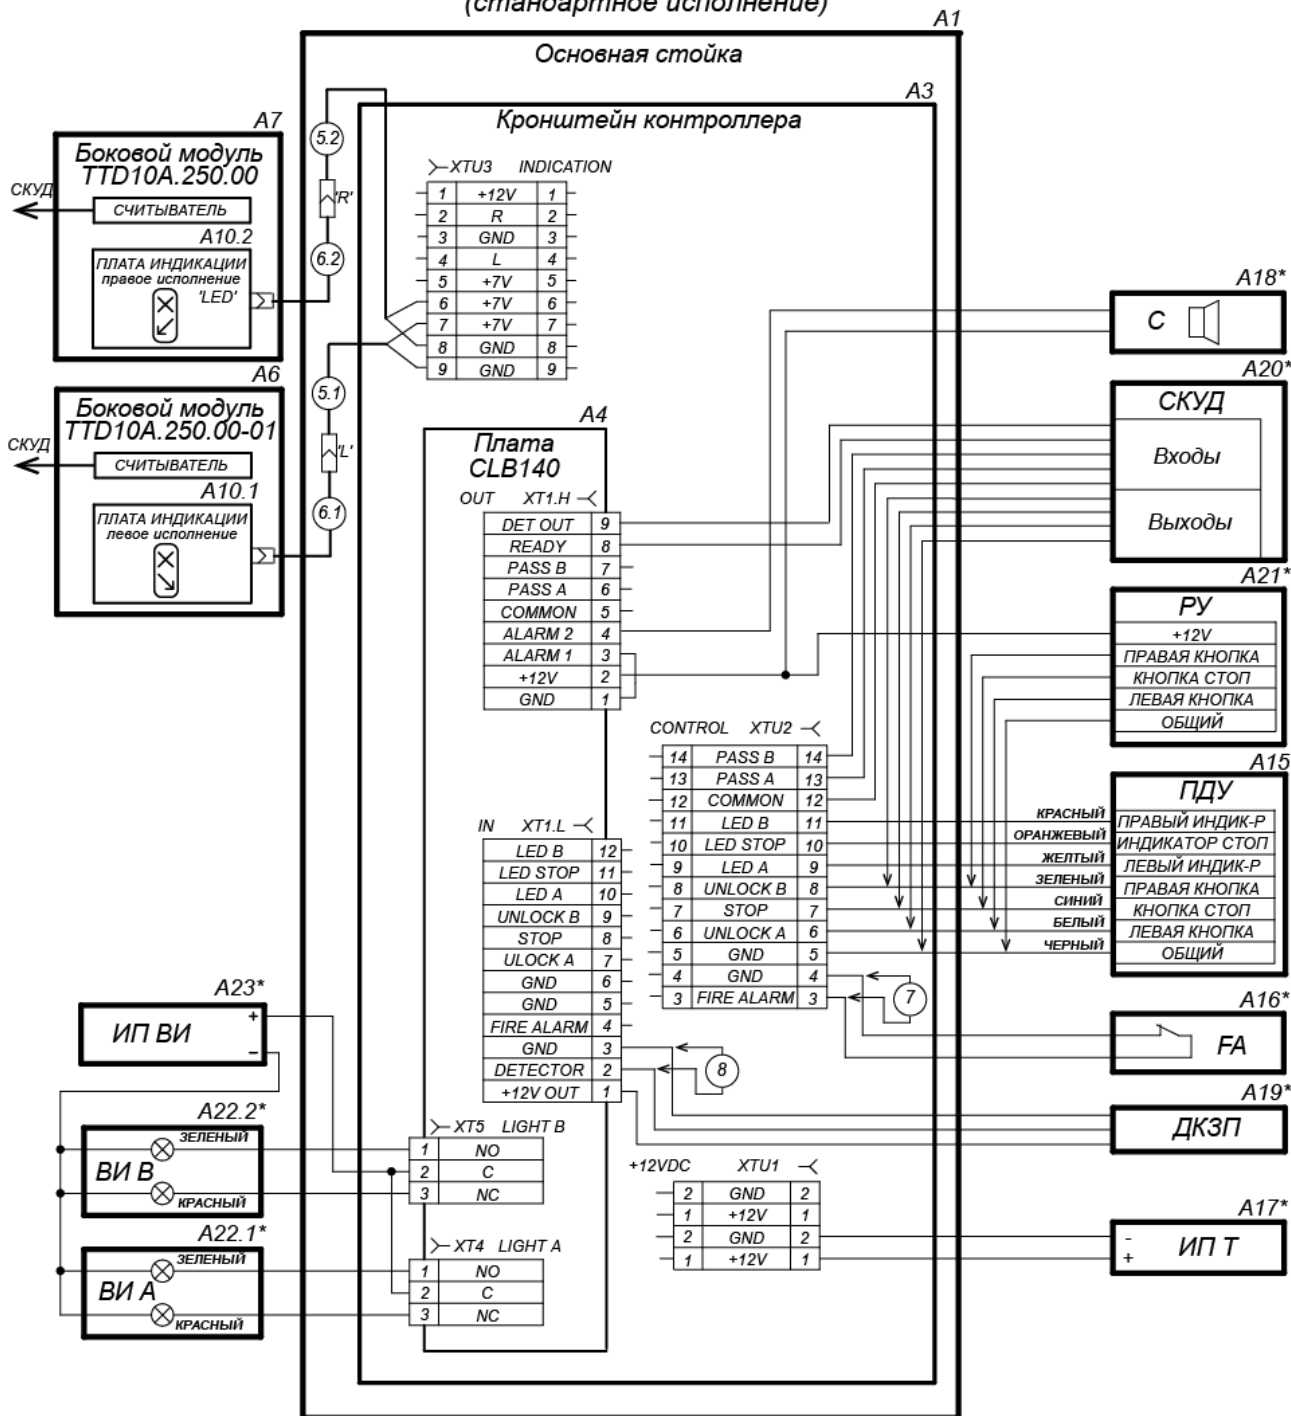 (стандартное исполнение)
A1
Основная стойка
A3
Кронштейн контроллера
A7
Боковой модуль
TTD10A.250.00
СКУД
СЧИТЫВАТЕЛЬ
A10.2
ПЛАТА ИНДИКАЦИИ
правое исполнение
'LED'
5.2
'R'
6.2
A6
Боковой модуль
TTD10A.250.00-01
СКУД
СЧИТЫВАТЕЛЬ
A10.1
ПЛАТА ИНДИКАЦИИ
левое исполнение
5.1
'L'
6.1
XTU3 INDICATION
1 +12V 1
2 R 2
3 GND 3
4 L 4
5 +7V 5
6 +7V 6
7 +7V 7
8 GND 8
9 GND 9
A4
Плата
CLB140
OUT XT1.H
DET OUT 9
READY 8
PASS B 7
PASS A 6
COMMON 5
ALARM 2 4
ALARM 1 3
+12V 2
GND 1
IN XT1.L
LED B 12
LED STOP 11
LED A 10
UNLOCK B 9
STOP 8
ULOCK A 7
GND 6
GND 5
FIRE ALARM 4
GND 3
DETECTOR 2
+12V OUT 1
8
XT5 LIGHT B
1 NO
2 C
3 NC
XT4 LIGHT A
1 NO
2 C
3 NC
CONTROL XTU2
14 PASS B 14
13 PASS A 13
12 COMMON 12
11 LED B 11
10 LED STOP 10
9 LED A 9
8 UNLOCK B 8
7 STOP 7
6 UNLOCK A 6
5 GND 5
4 GND 4
3 FIRE ALARM 3
7
+12VDC XTU1
2 GND 2
1 +12V 1
2 GND 2
1 +12V 1
A23*
ИП ВИ
+
-
A22.2*
ВИ В
ЗЕЛЕНЫЙ
КРАСНЫЙ
A22.1*
ВИ А
ЗЕЛЕНЫЙ
КРАСНЫЙ
A18*
С
A20*
СКУД
Входы
Выходы
A21*
РУ
+12V
ПРАВАЯ КНОПКА
КНОПКА СТОП
ЛЕВАЯ КНОПКА
ОБЩИЙ
A15
ПДУ
КРАСНЫЙ ПРАВЫЙ ИНДИК-Р
ОРАНЖЕВЫЙ ИНДИКАТОР СТОП
ЖЕЛТЫЙ ЛЕВЫЙ ИНДИК-Р
ЗЕЛЕНЫЙ ПРАВАЯ КНОПКА
СИНИЙ КНОПКА СТОП
БЕЛЫЙ ЛЕВАЯ КНОПКА
ЧЕРНЫЙ ОБЩИЙ
A16*
FA
A19*
ДКЗП
A17*
-
+
ИП Т